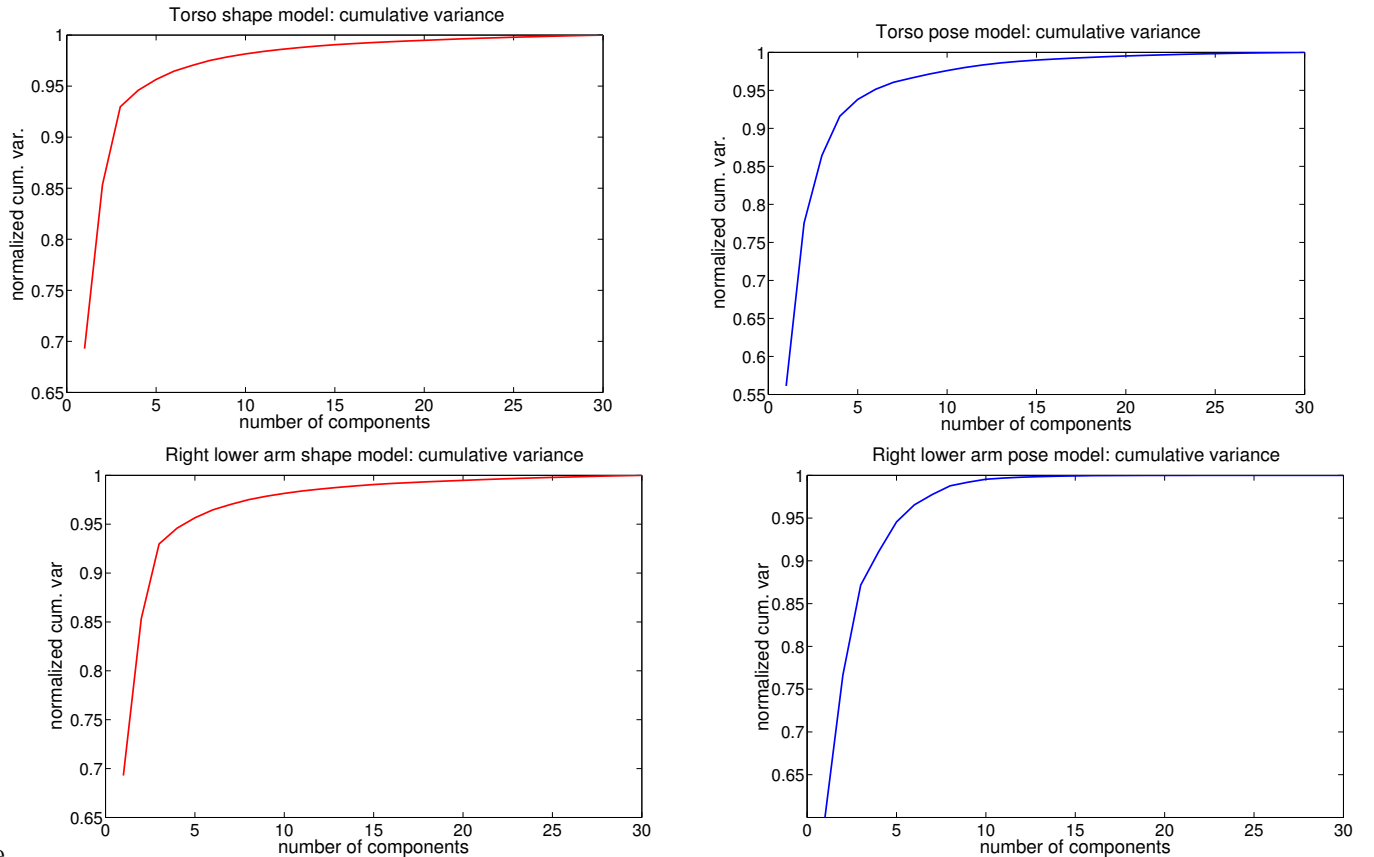 Torso shape model: cumulative variance
1
0.95
0.9
0.85
0.8
0.75
0.7
0.65
normalized cum. var.
0 5 10 15 20 25 30
number of components
Torso pose model: cumulative variance
1
0.95
0.9
0.85
0.8
0.75
0.7
0.65
0.6
0.55
normalized cum. var.
0 5 10 15 20 25 30
number of components
Right lower arm shape model: cumulative variance
1
0.95
0.9
0.85
0.8
0.75
0.7
0.65
normalized cum. var
0 5 10 15 20 25 30
number of components
Right lower arm pose model: cumulative variance
1
0.95
0.9
0.85
0.8
0.75
0.7
0.65
normalized cum. var
0 5 10 15 20 25 30
number of components